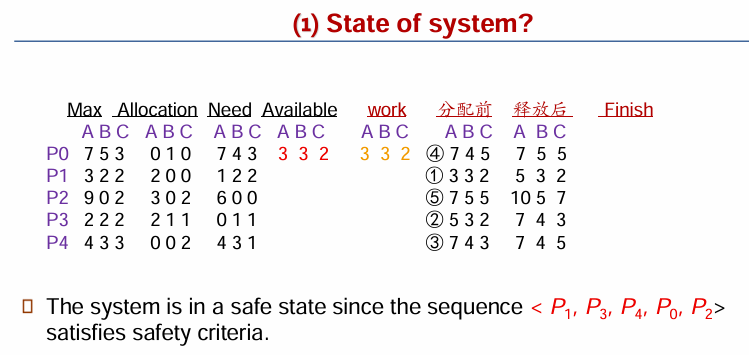 (1) State of system?
Max Allocation Need Available work 分配前 释放后 Finish
A B C A B C A B C A B C A B C A B C A B C
P0 7 5 3 0 1 0 7 4 3 3 3 2 3 3 2 ④ 7 4 5 7 5 5
P1 3 2 2 2 0 0 1 2 2 ① 3 3 2 5 3 2
P2 9 0 2 3 0 2 6 0 0 ⑤ 7 5 5 10 5 7
P3 2 2 2 2 1 1 0 1 1 ② 5 3 2 7 4 3
P4 4 3 3 0 0 2 4 3 1 ③ 7 4 3 7 4 5
The system is in a safe state since the sequence < P1, P3, P4, P0, P2>
satisfies safety criteria.